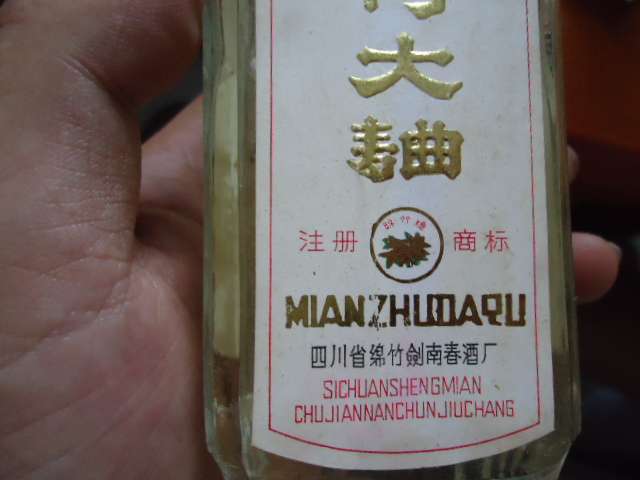 大
麯
注册 商标
MIANZHUDAQU
四川省绵竹剑南春酒厂
SICHUANSHENGMIAN
CHUJIANNANCHUNJIUCHANG